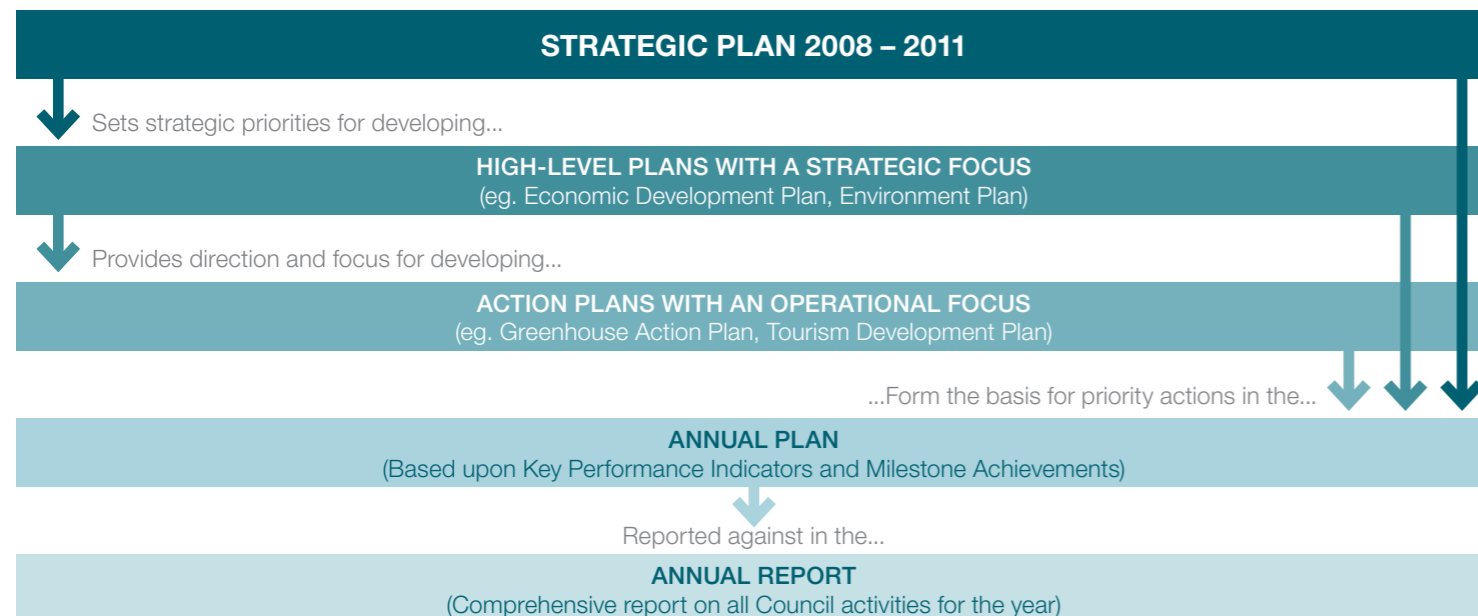 STRATEGIC PLAN 2008 – 2011
Sets strategic priorities for developing...
HIGH-LEVEL PLANS WITH A STRATEGIC FOCUS
(eg. Economic Development Plan, Environment Plan)
Provides direction and focus for developing...
ACTION PLANS WITH AN OPERATIONAL FOCUS
(eg. Greenhouse Action Plan, Tourism Development Plan)
...Form the basis for priority actions in the...
ANNUAL PLAN
(Based upon Key Performance Indicators and Milestone Achievements)
Reported against in the...
ANNUAL REPORT
(Comprehensive report on all Council activities for the year)